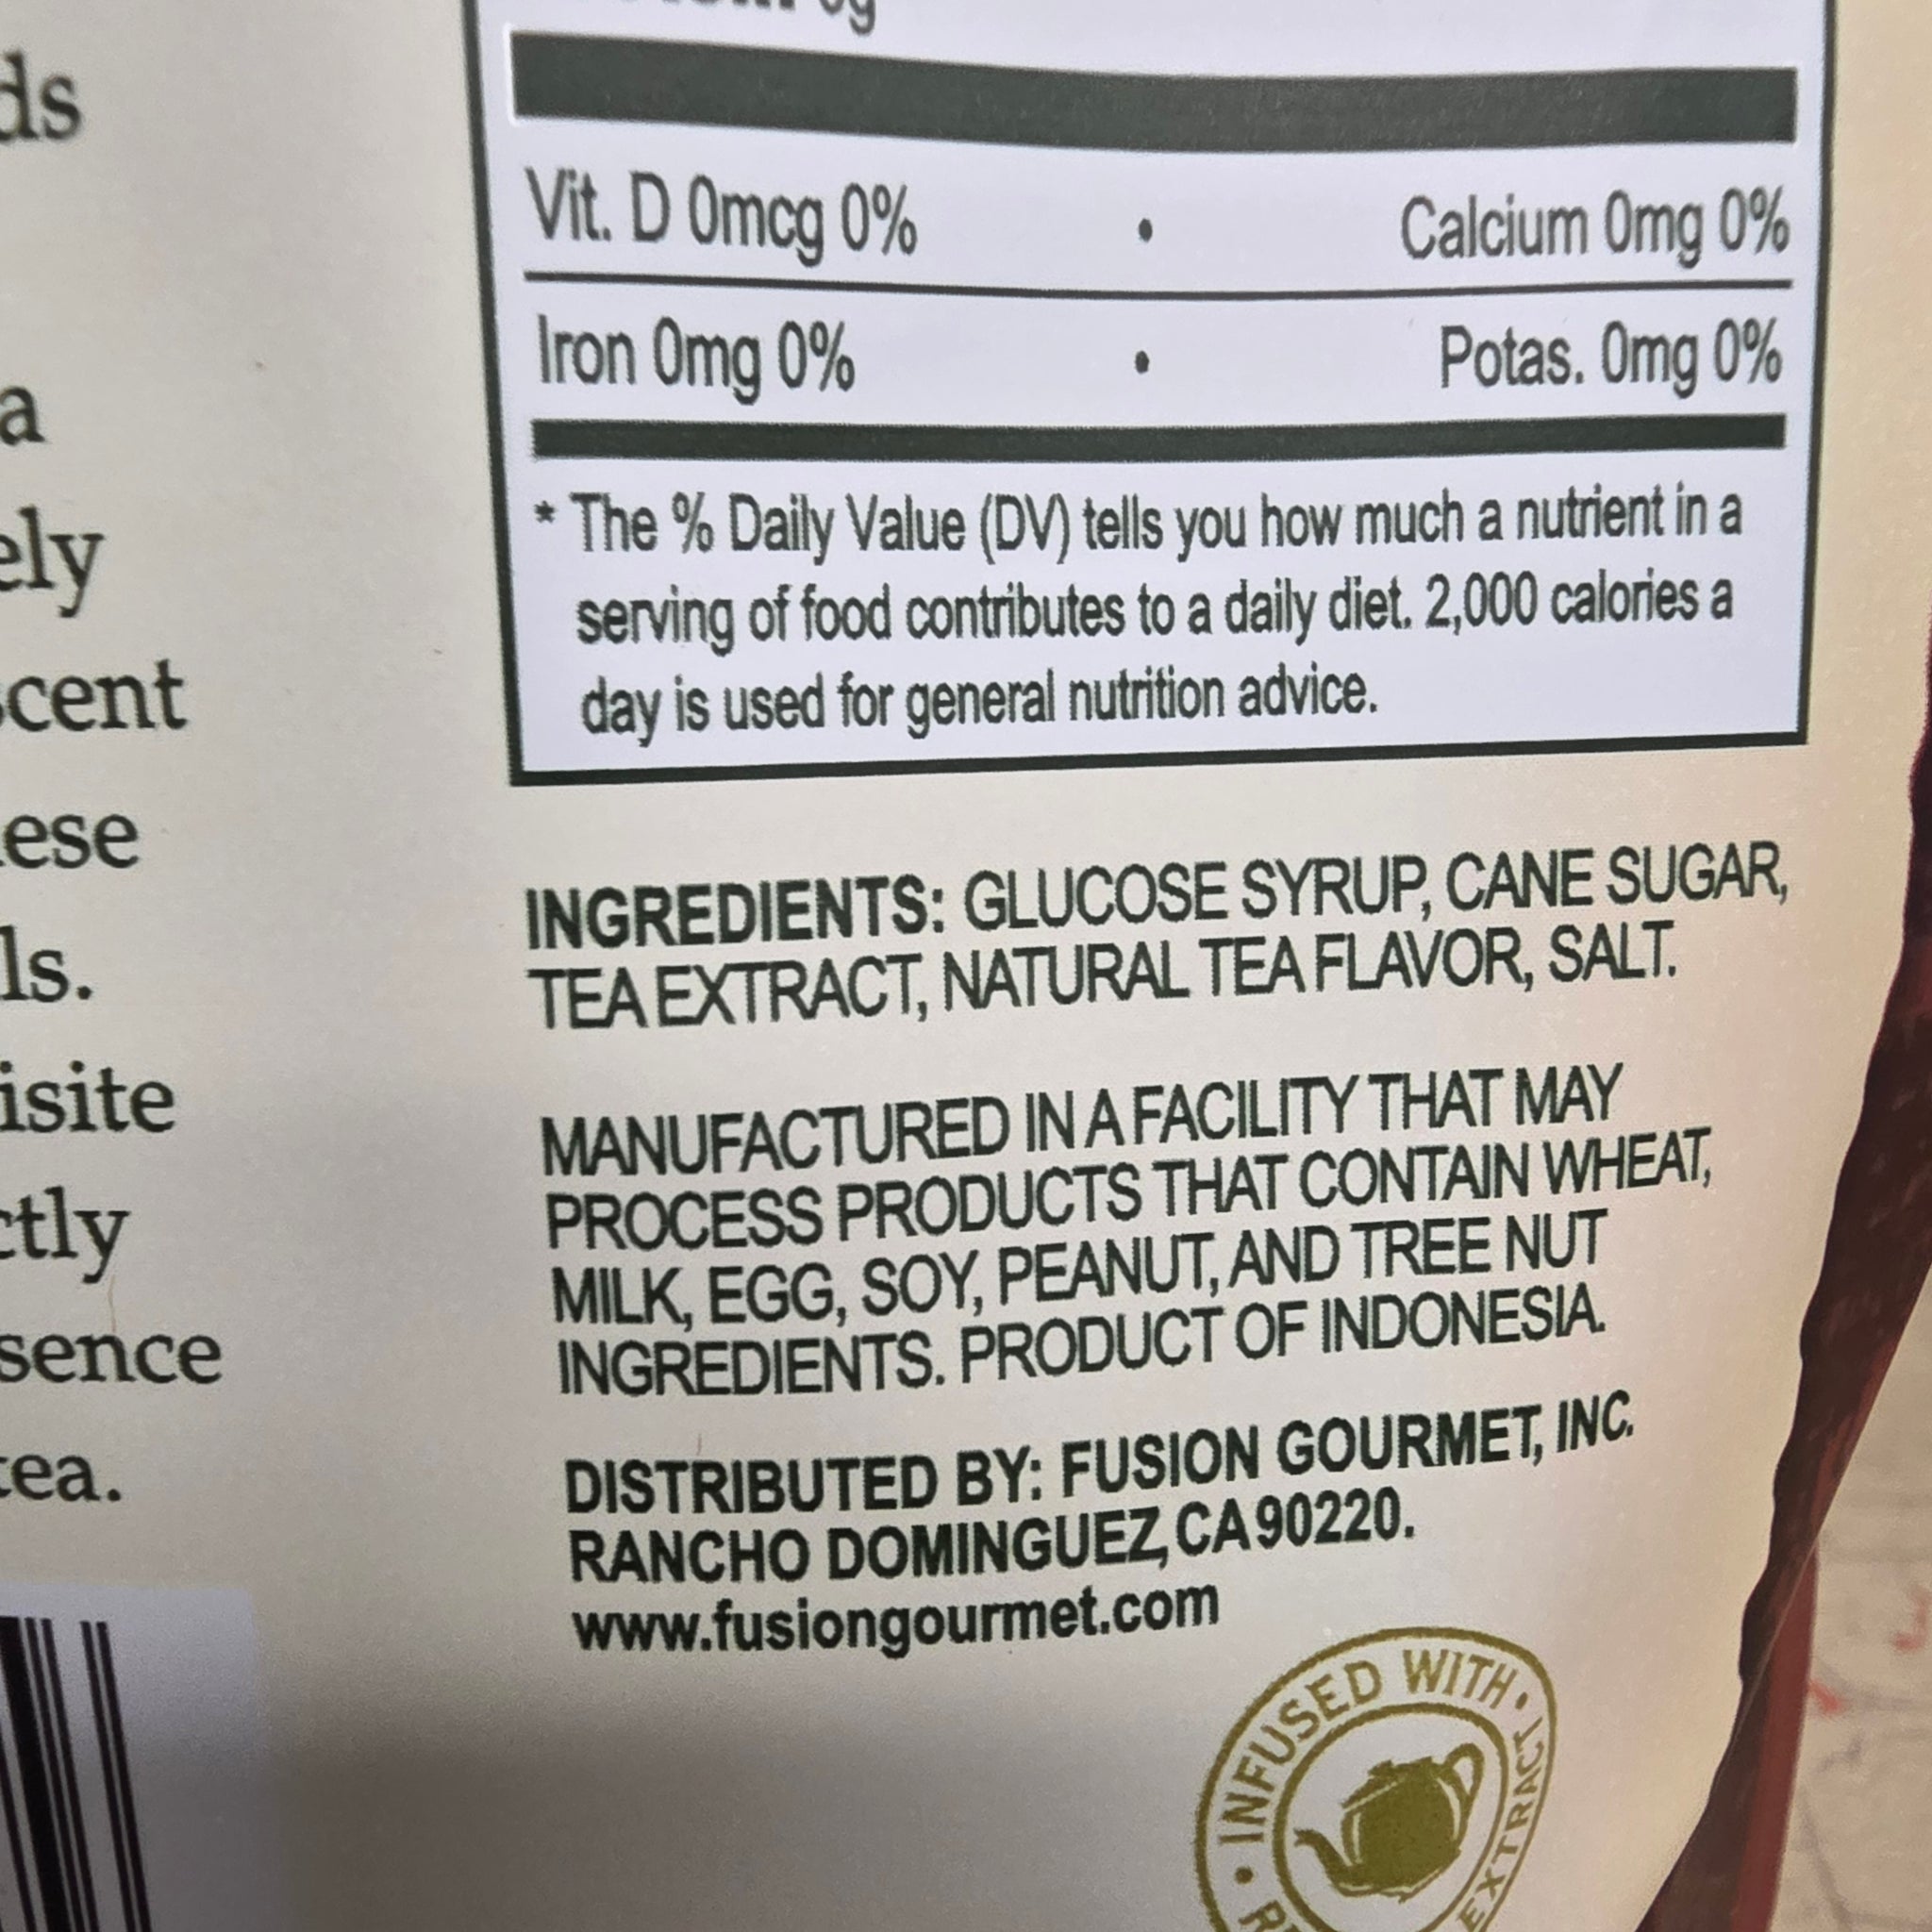 ds
a
ely
scent
ese
ls.
isite
ctly
sence
tea.
Vit. D 0mcg 0% • Calcium 0mg 0%
Iron 0mg 0% • Potas. 0mg 0%
* The % Daily Value (DV) tells you how much a nutrient in a
serving of food contributes to a daily diet. 2,000 calories a
day is used for general nutrition advice.
INGREDIENTS: GLUCOSE SYRUP, CANE SUGAR,
TEA EXTRACT, NATURAL TEA FLAVOR, SALT.
MANUFACTURED IN A FACILITY THAT MAY
PROCESS PRODUCTS THAT CONTAIN WHEAT,
MILK, EGG, SOY, PEANUT, AND TREE NUT
INGREDIENTS. PRODUCT OF INDONESIA.
DISTRIBUTED BY: FUSION GOURMET, INC.
RANCHO DOMINGUEZ, CA 90220.
www.fusiongourmet.com
• INFUSED WITH •
EXTRACT